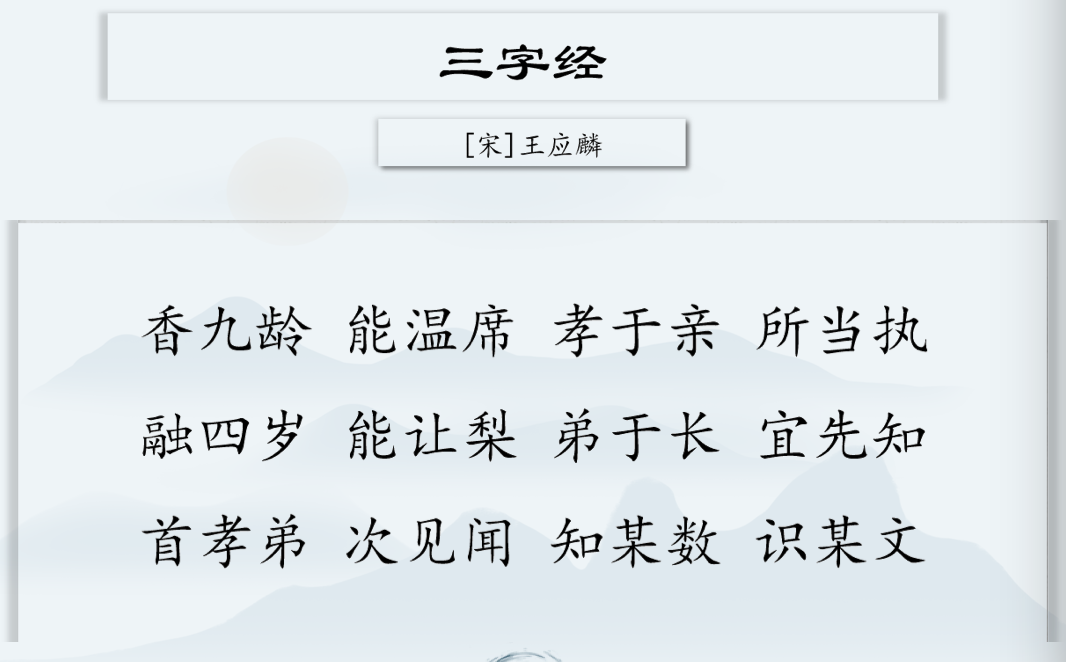 三字经
[宋]王应麟
香九龄 能温席 孝于亲 所当执
融四岁 能让梨 弟于长 宜先知
首孝弟 次见闻 知某数 识某文